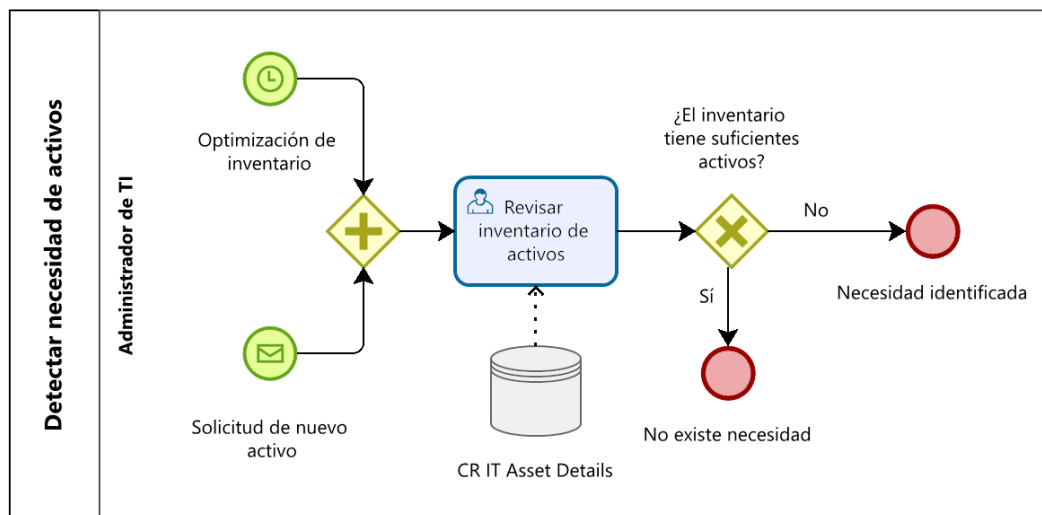 Detectar necesidad de activos
Administrador de TI
Optimización de
inventario
Solicitud de nuevo
activo
Revisar
inventario de
activos
CR IT Asset Details
¿El inventario
tiene suficientes
activos?
No
Sí
Necesidad identificada
No existe necesidad